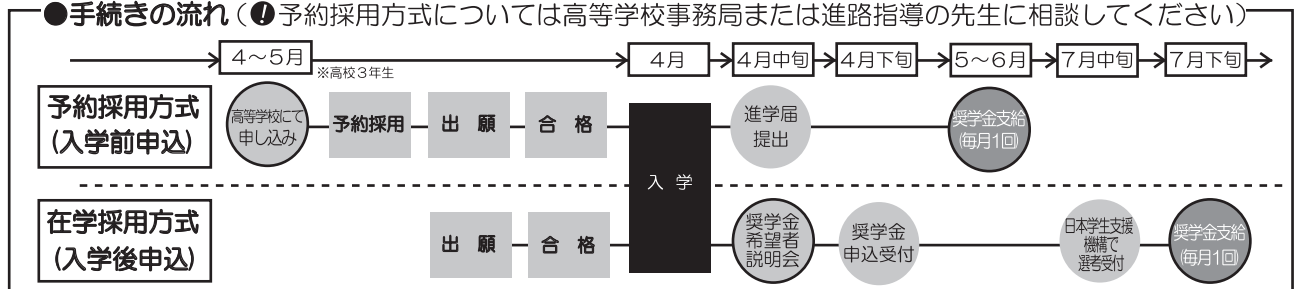 ●手続きの流れ（❗予約採用方式については高等学校事務局または進路指導の先生に相談してください）
4〜5月
※高校3年生
4月
4月中旬
4月下旬
5〜6月
7月中旬
7月下旬
予約採用方式
(入学前申込)
高等学校にて
申し込み
予約採用
出　願
合　格
入　学
進学届
提出
奨学金支給
(毎月1回)
在学採用方式
(入学後申込)
出　願
合　格
奨学金
希望者
説明会
奨学金
申込受付
日本学生支援
機構で
選考受付
奨学金支給
(毎月1回)